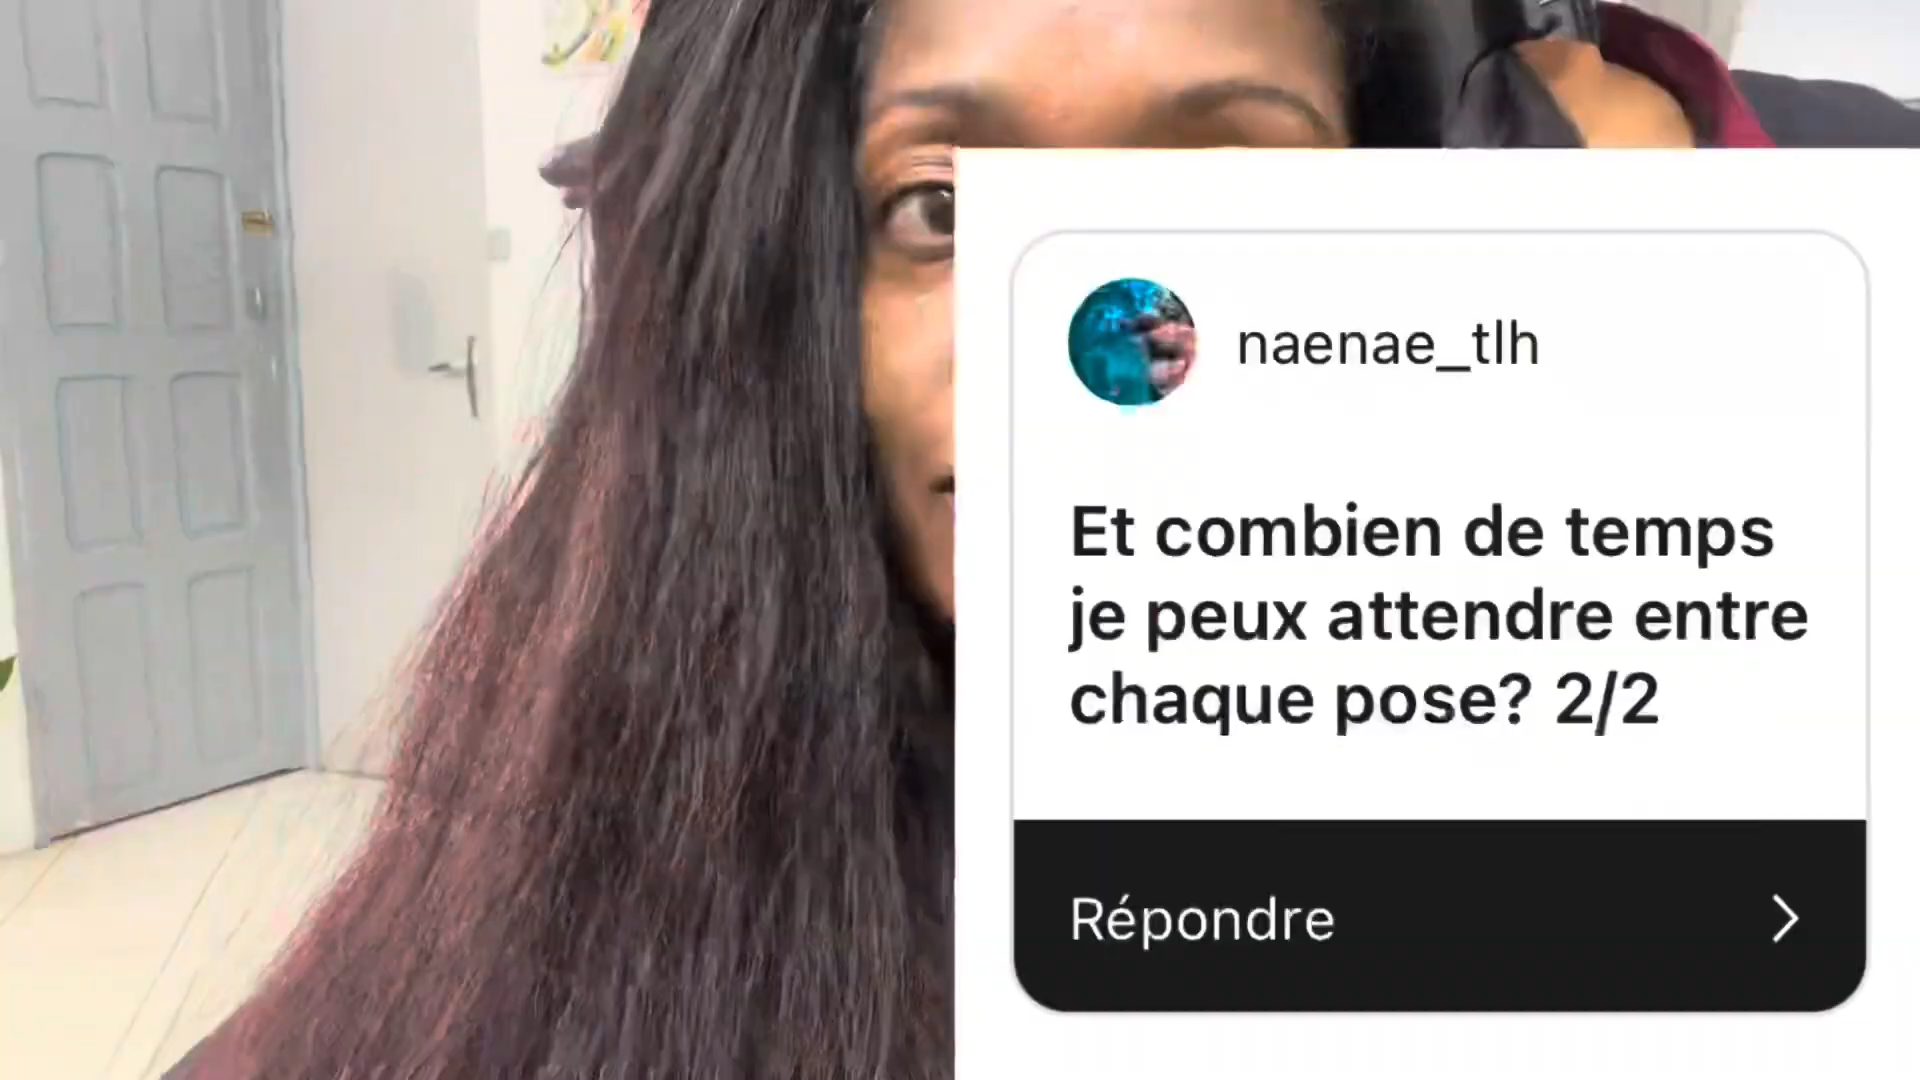 naenae_tlh
Et combien de temps
je peux attendre entre
chaque pose? 2/2
Répondre